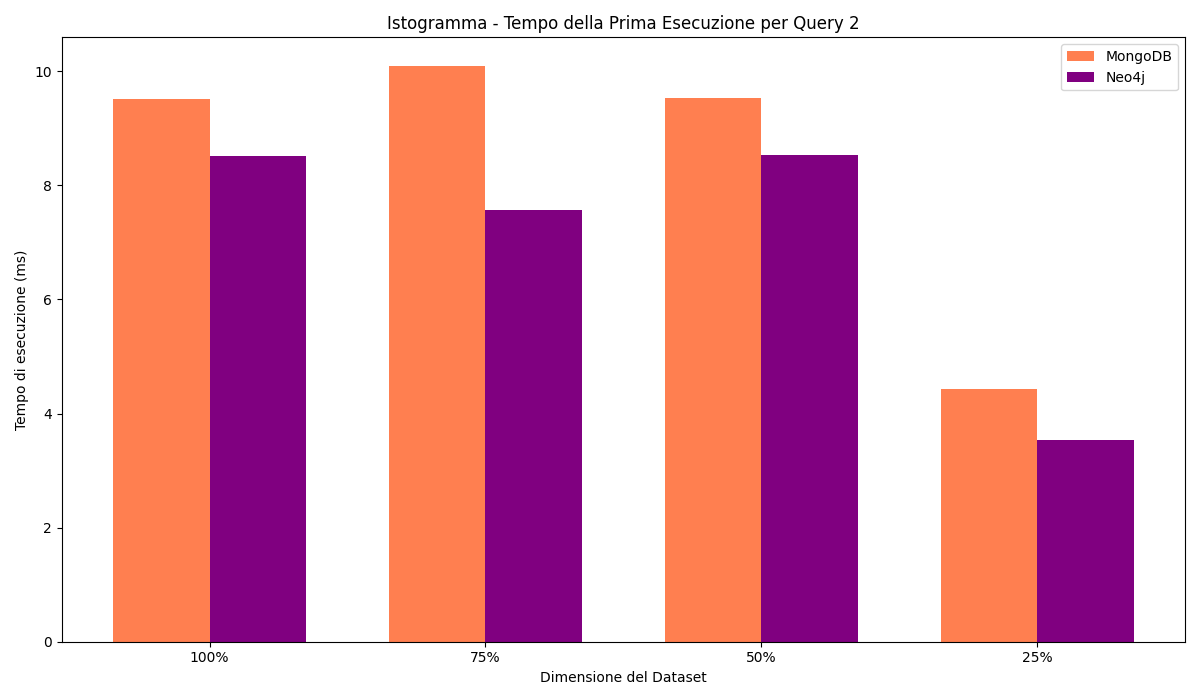 Istogramma - Tempo della Prima Esecuzione per Query 2
MongoDB
Neo4j
Tempo di esecuzione (ms)
10
8
6
4
2
0
100%
75%
50%
25%
Dimensione del Dataset